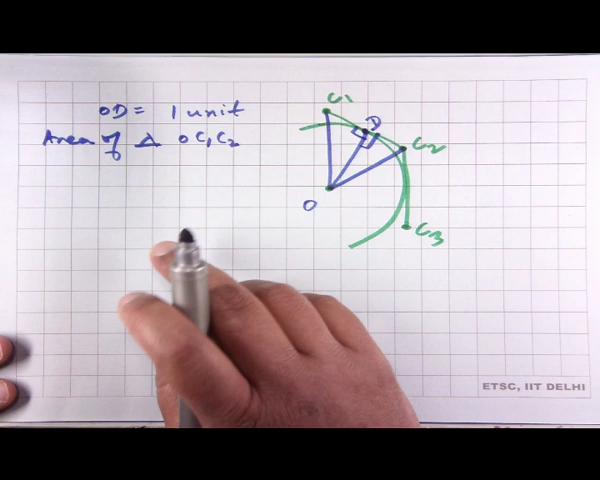 OD = 1 unit
Area of Δ OC₁C₂
C₁
D
C₂
O
C₃
ETSC, IIT DELHI